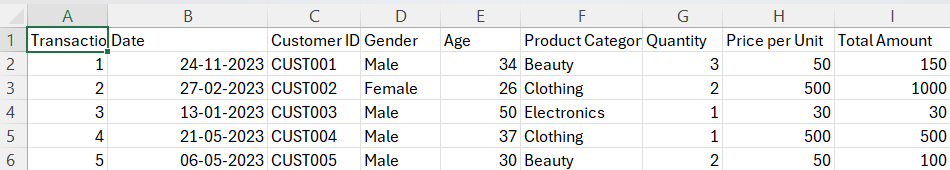 A B C D E F G H I
1 Transactio Date Customer ID Gender Age Product Categor Quantity Price per Unit Total Amount
2 1 24-11-2023 CUST001 Male 34 Beauty 3 50 150
3 2 27-02-2023 CUST002 Female 26 Clothing 2 500 1000
4 3 13-01-2023 CUST003 Male 50 Electronics 1 30 30
5 4 21-05-2023 CUST004 Male 37 Clothing 1 500 500
6 5 06-05-2023 CUST005 Male 30 Beauty 2 50 100